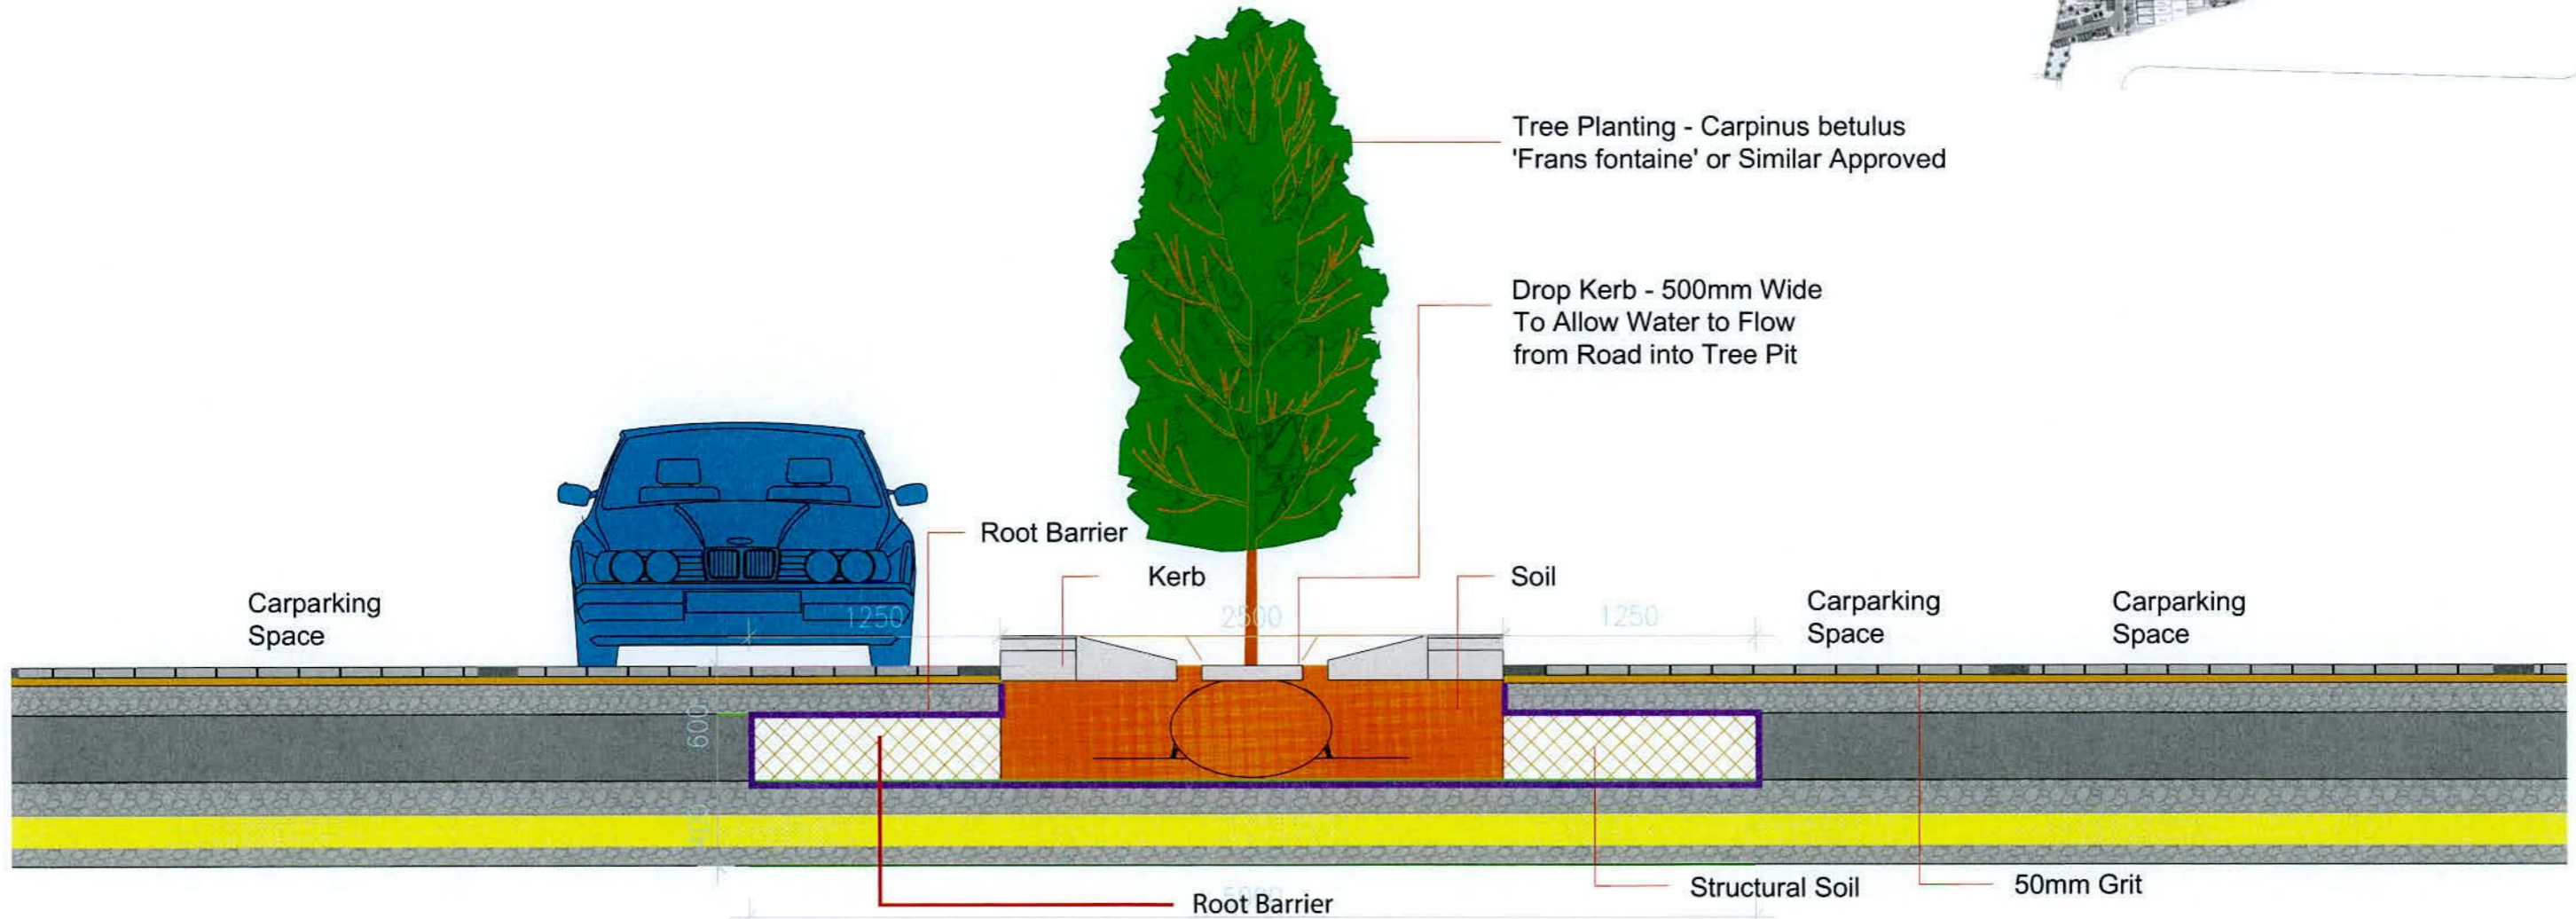 Tree Planting - Carpinus betulus
'Frans fontaine' or Similar Approved
Drop Kerb - 500mm Wide
To Allow Water to Flow
from Road into Tree Pit
Root Barrier
Kerb
Soil
Carparking
Space
1250
2500
1250
Carparking
Space
Carparking
Space
600
400
5000
Root Barrier
Structural Soil
50mm Grit